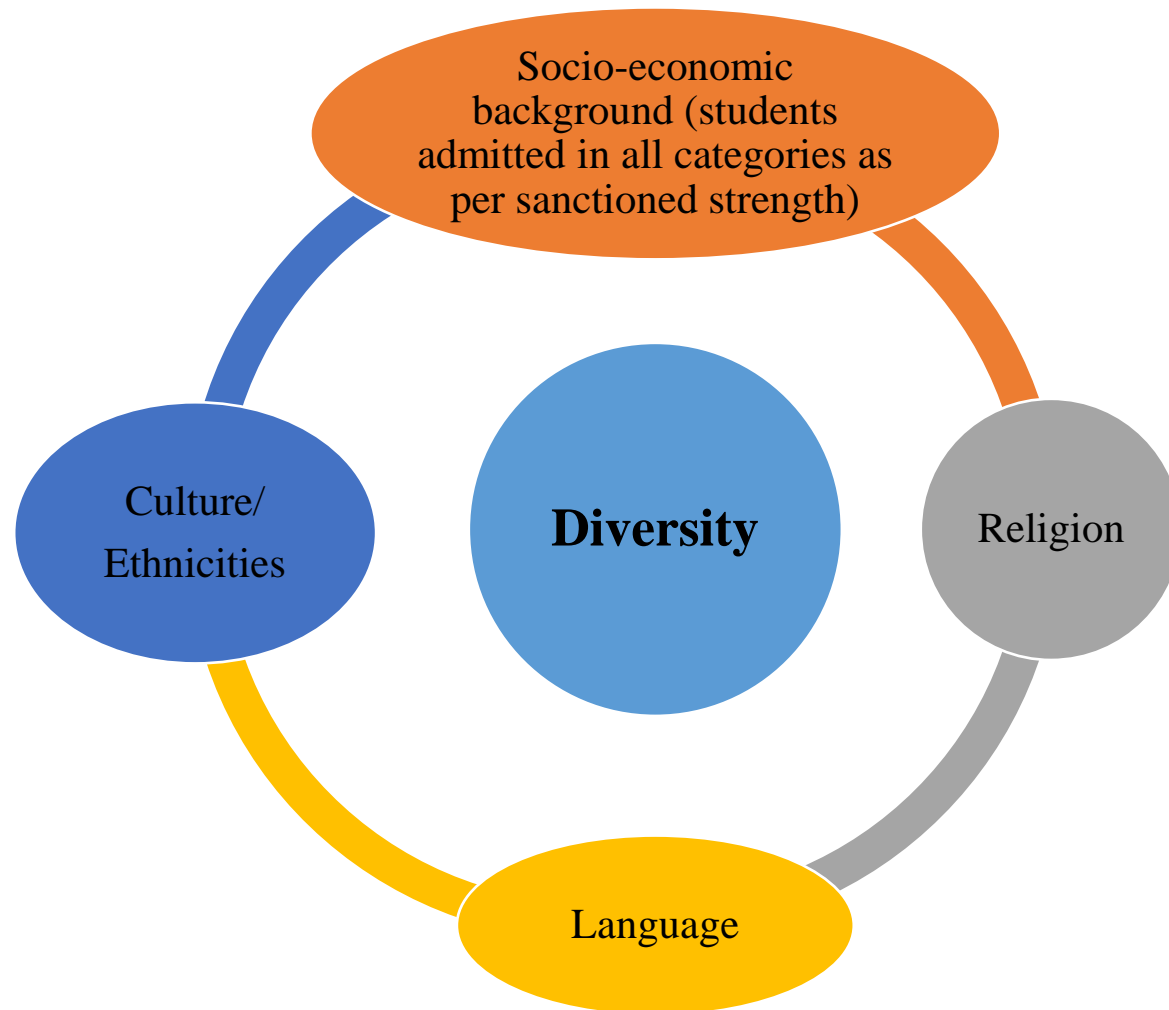 Socio-economic
background (students
admitted in all categories as
per sanctioned strength)
Culture/
Ethnicities
Diversity
Religion
Language